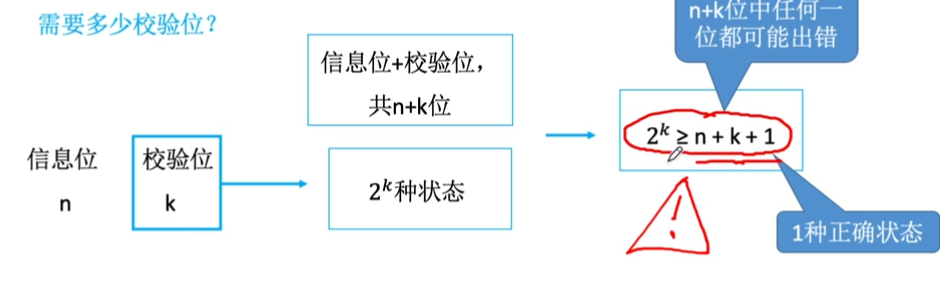 需要多少校验位？
n+k位中任何一
位都可能出错
信息位+校验位，
共n+k位
2ᵏ ≥ n + k + 1
信息位
n
校验位
k
2ᵏ种状态
1种正确状态